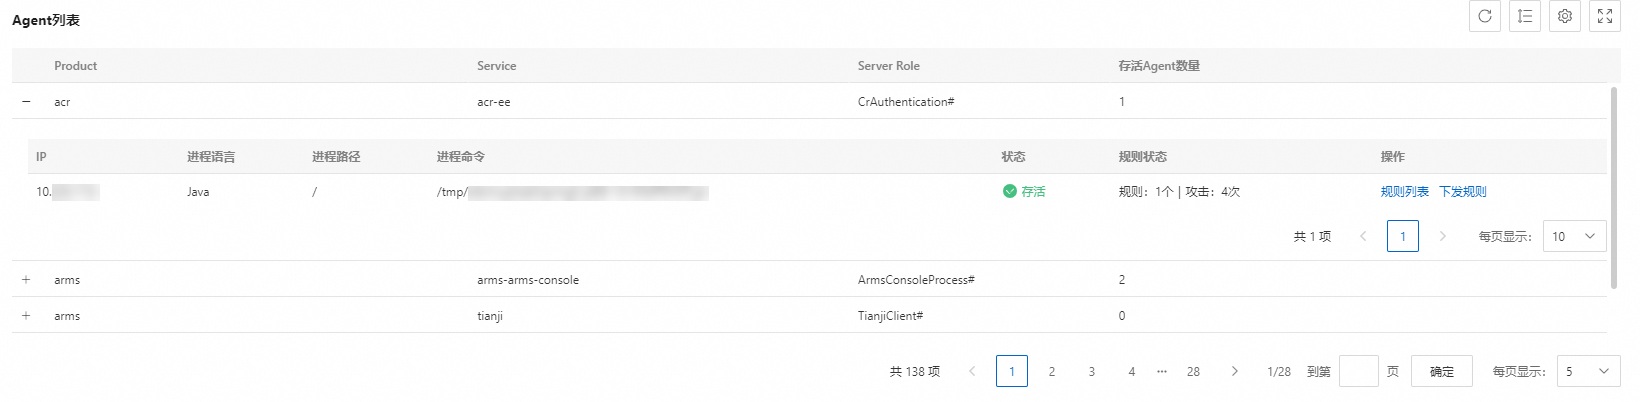 Agent列表
Product Service Server Role 存活Agent数量
acr acr-ee CrAuthentication# 1
IP 进程语言 进程路径 进程命令 状态 规则状态 操作
10. Java / /tmp/ 存活 规则：1个 | 攻击：4次 规则列表 下发规则
共 1 项 1 每页显示： 10
arms arms-arms-console ArmsConsoleProcess# 2
arms tianji TianjiClient# 0
共 138 项 1 2 3 4 ··· 28 1/28 到第 页 确定 每页显示： 5